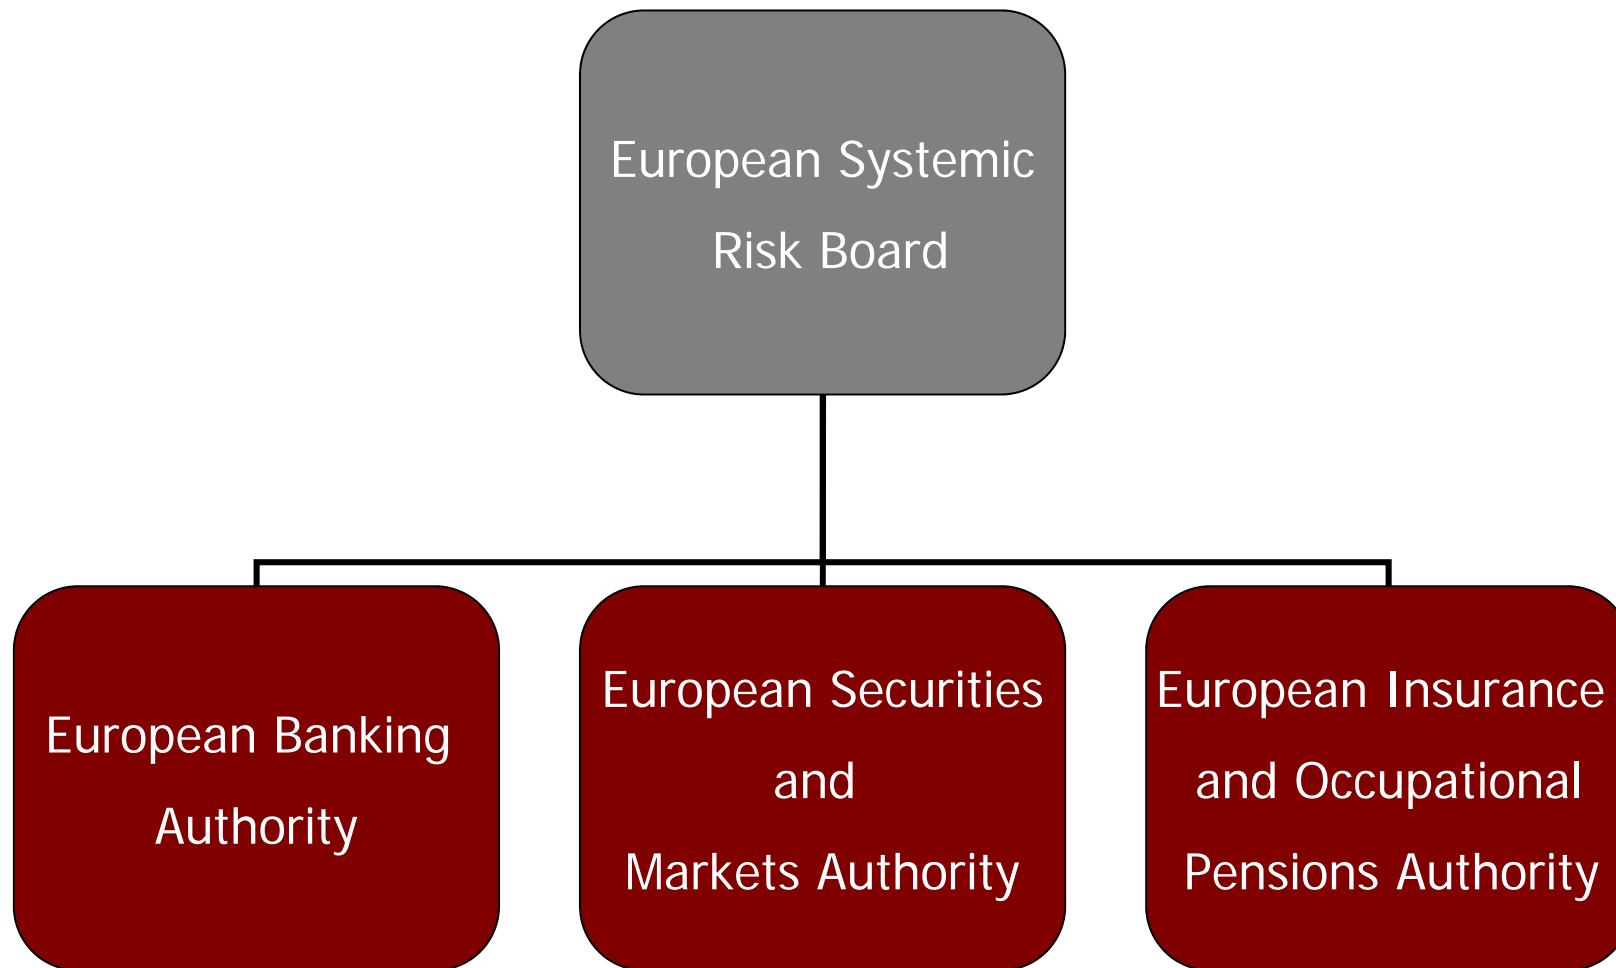 European Systemic
Risk Board
European Banking
Authority
European Securities
and
Markets Authority
European Insurance
and Occupational
Pensions Authority